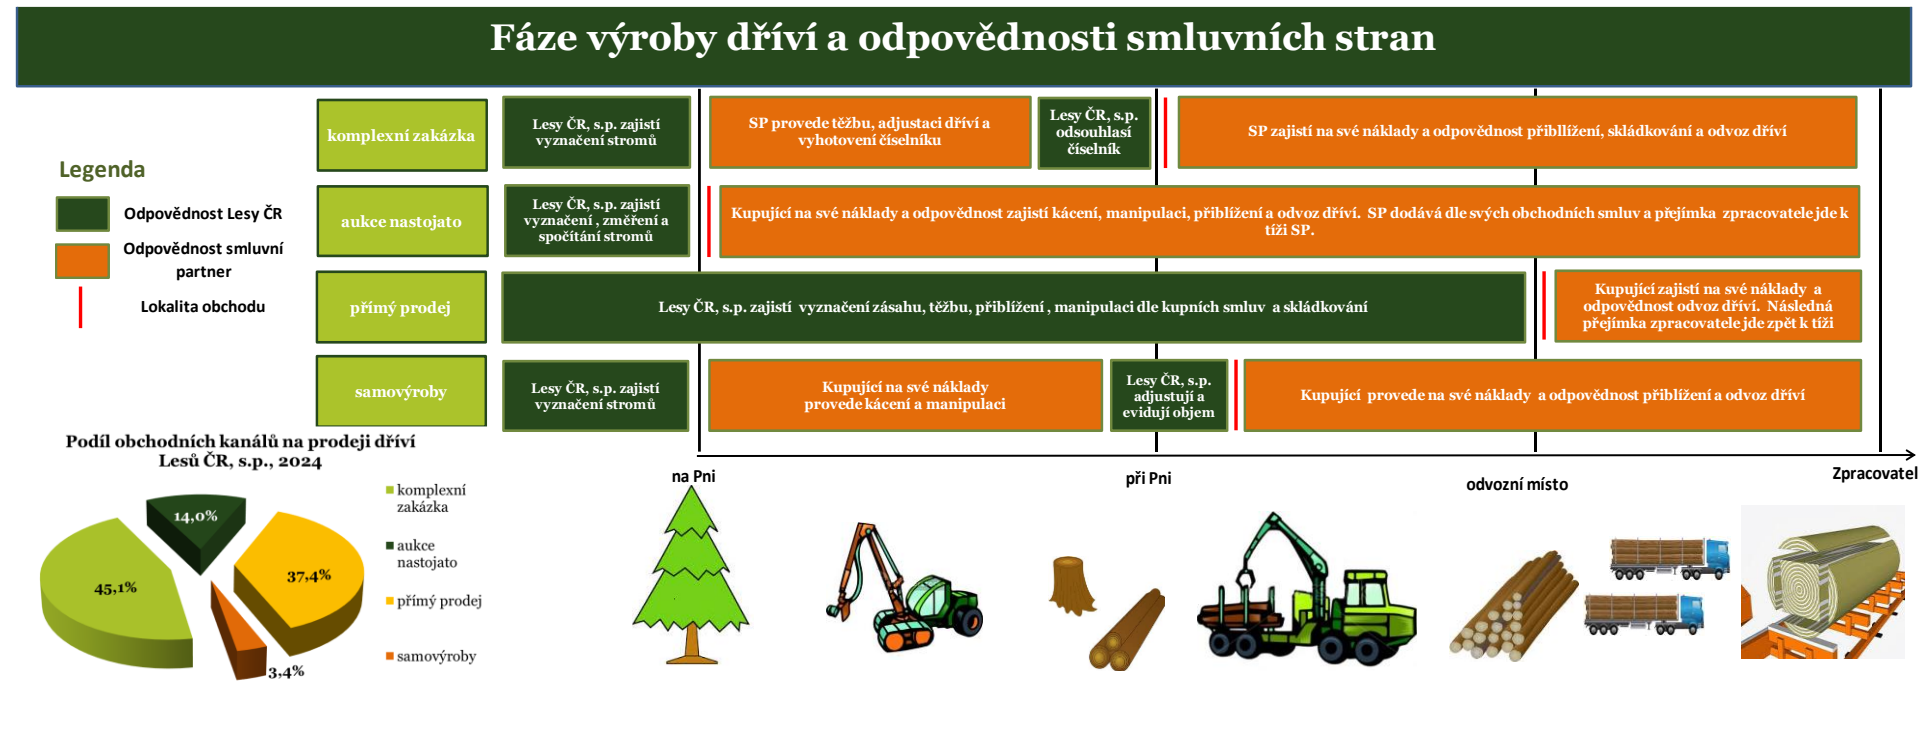 Fáze výroby dříví a odpovědnosti smluvních stran
Legenda
Odpovědnost Lesy ČR
Odpovědnost smluvní
partner
Lokalita obchodu
komplexní zakázka
Lesy ČR, s.p. zajistí
vyznačení stromů
SP provede těžbu, adjustaci dříví a
vyhotovení číselníku
Lesy ČR, s.p.
odsouhlasí
číselník
SP zajistí na své náklady a odpovědnost přibllížení, skládkování a odvoz dříví
aukce nastojato
Lesy ČR, s.p. zajistí
vyznačení , změření a
spočítání stromů
Kupující na své náklady a odpovědnost zajistí kácení, manipulaci, přiblížení a odvoz dříví. SP dodává dle svých obchodních smluv a přejímka zpracovatele jde k
tíži SP.
přímý prodej
Lesy ČR, s.p. zajistí vyznačení zásahu, těžbu, přiblížení , manipulaci dle kupních smluv a skládkování
Kupující zajistí na své náklady a
odpovědnost odvoz dříví. Následná
přejímka zpracovatele jde zpět k tíži
samovýroby
Lesy ČR, s.p. zajistí
vyznačení stromů
Kupující na své náklady
provede kácení a manipulaci
Lesy ČR, s.p.
adjustují a
evidují objem
Kupující provede na své náklady a odpovědnost přiblížení a odvoz dříví
na Pni
při Pni
odvozní místo
Zpracovatel
Podíl obchodních kanálů na prodeji dříví
Lesů ČR, s.p., 2024
45,1%
14,0%
37,4%
3,4%
komplexní
zakázka
aukce
nastojato
přímý prodej
samovýroby